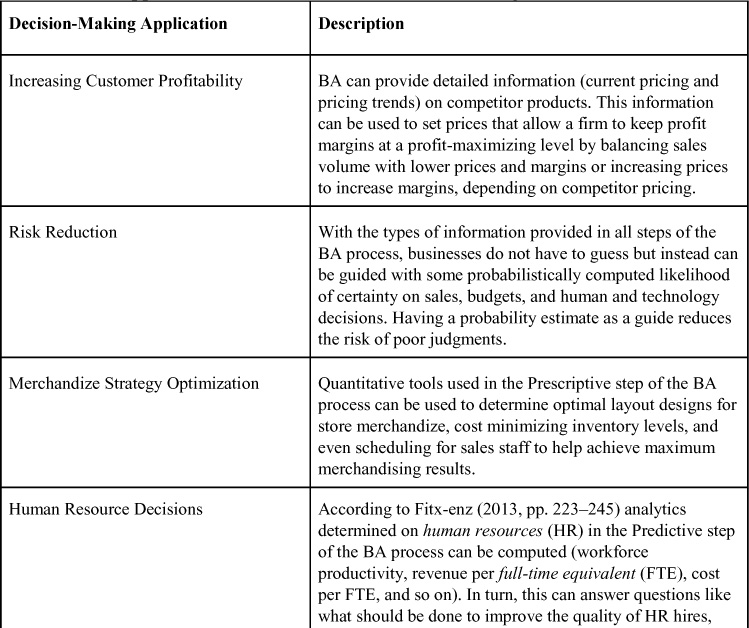 Decision-Making Application
Description
Increasing Customer Profitability
BA can provide detailed information (current pricing and
pricing trends) on competitor products. This information
can be used to set prices that allow a firm to keep profit
margins at a profit-maximizing level by balancing sales
volume with lower prices and margins or increasing prices
to increase margins, depending on competitor pricing.
Risk Reduction
With the types of information provided in all steps of the
BA process, businesses do not have to guess but instead can
be guided with some probabilistically computed likelihood
of certainty on sales, budgets, and human and technology
decisions. Having a probability estimate as a guide reduces
the risk of poor judgments.
Merchandize Strategy Optimization
Quantitative tools used in the Prescriptive step of the BA
process can be used to determine optimal layout designs for
store merchandize, cost minimizing inventory levels, and
even scheduling for sales staff to help achieve maximum
merchandising results.
Human Resource Decisions
According to Fitx-enz (2013, pp. 223–245) analytics
determined on human resources (HR) in the Predictive step
of the BA process can be computed (workforce
productivity, revenue per full-time equivalent (FTE), cost
per FTE, and so on). In turn, this can answer questions like
what should be done to improve the quality of HR hires,